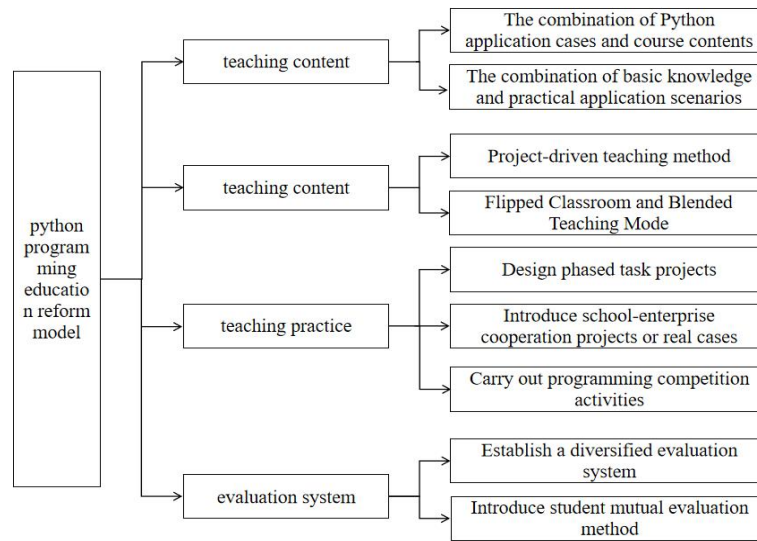 python
program
ming
educatio
n reform
model
teaching content
The combination of Python
application cases and course contents
The combination of basic knowledge
and practical application scenarios
teaching content
Project-driven teaching method
Flipped Classroom and Blended
Teaching Mode
teaching practice
Design phased task projects
Introduce school-enterprise
cooperation projects or real cases
Carry out programming competition
activities
evaluation system
Establish a diversified evaluation
system
Introduce student mutual evaluation
method